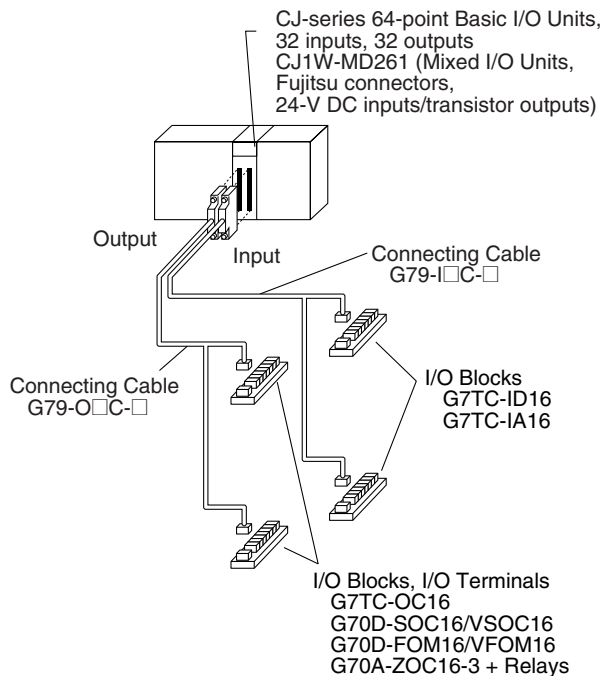 CJ-series 64-point Basic I/O Units,
32 inputs, 32 outputs
CJ1W-MD261 (Mixed I/O Units,
Fujitsu connectors,
24-V DC inputs/transistor outputs)
Output
Input
Connecting Cable
G79-I□C-□
Connecting Cable
G79-O□C-□
I/O Blocks
G7TC-ID16
G7TC-IA16
I/O Blocks, I/O Terminals
G7TC-OC16
G70D-SOC16/VSOC16
G70D-FOM16/VFOM16
G70A-ZOC16-3 + Relays